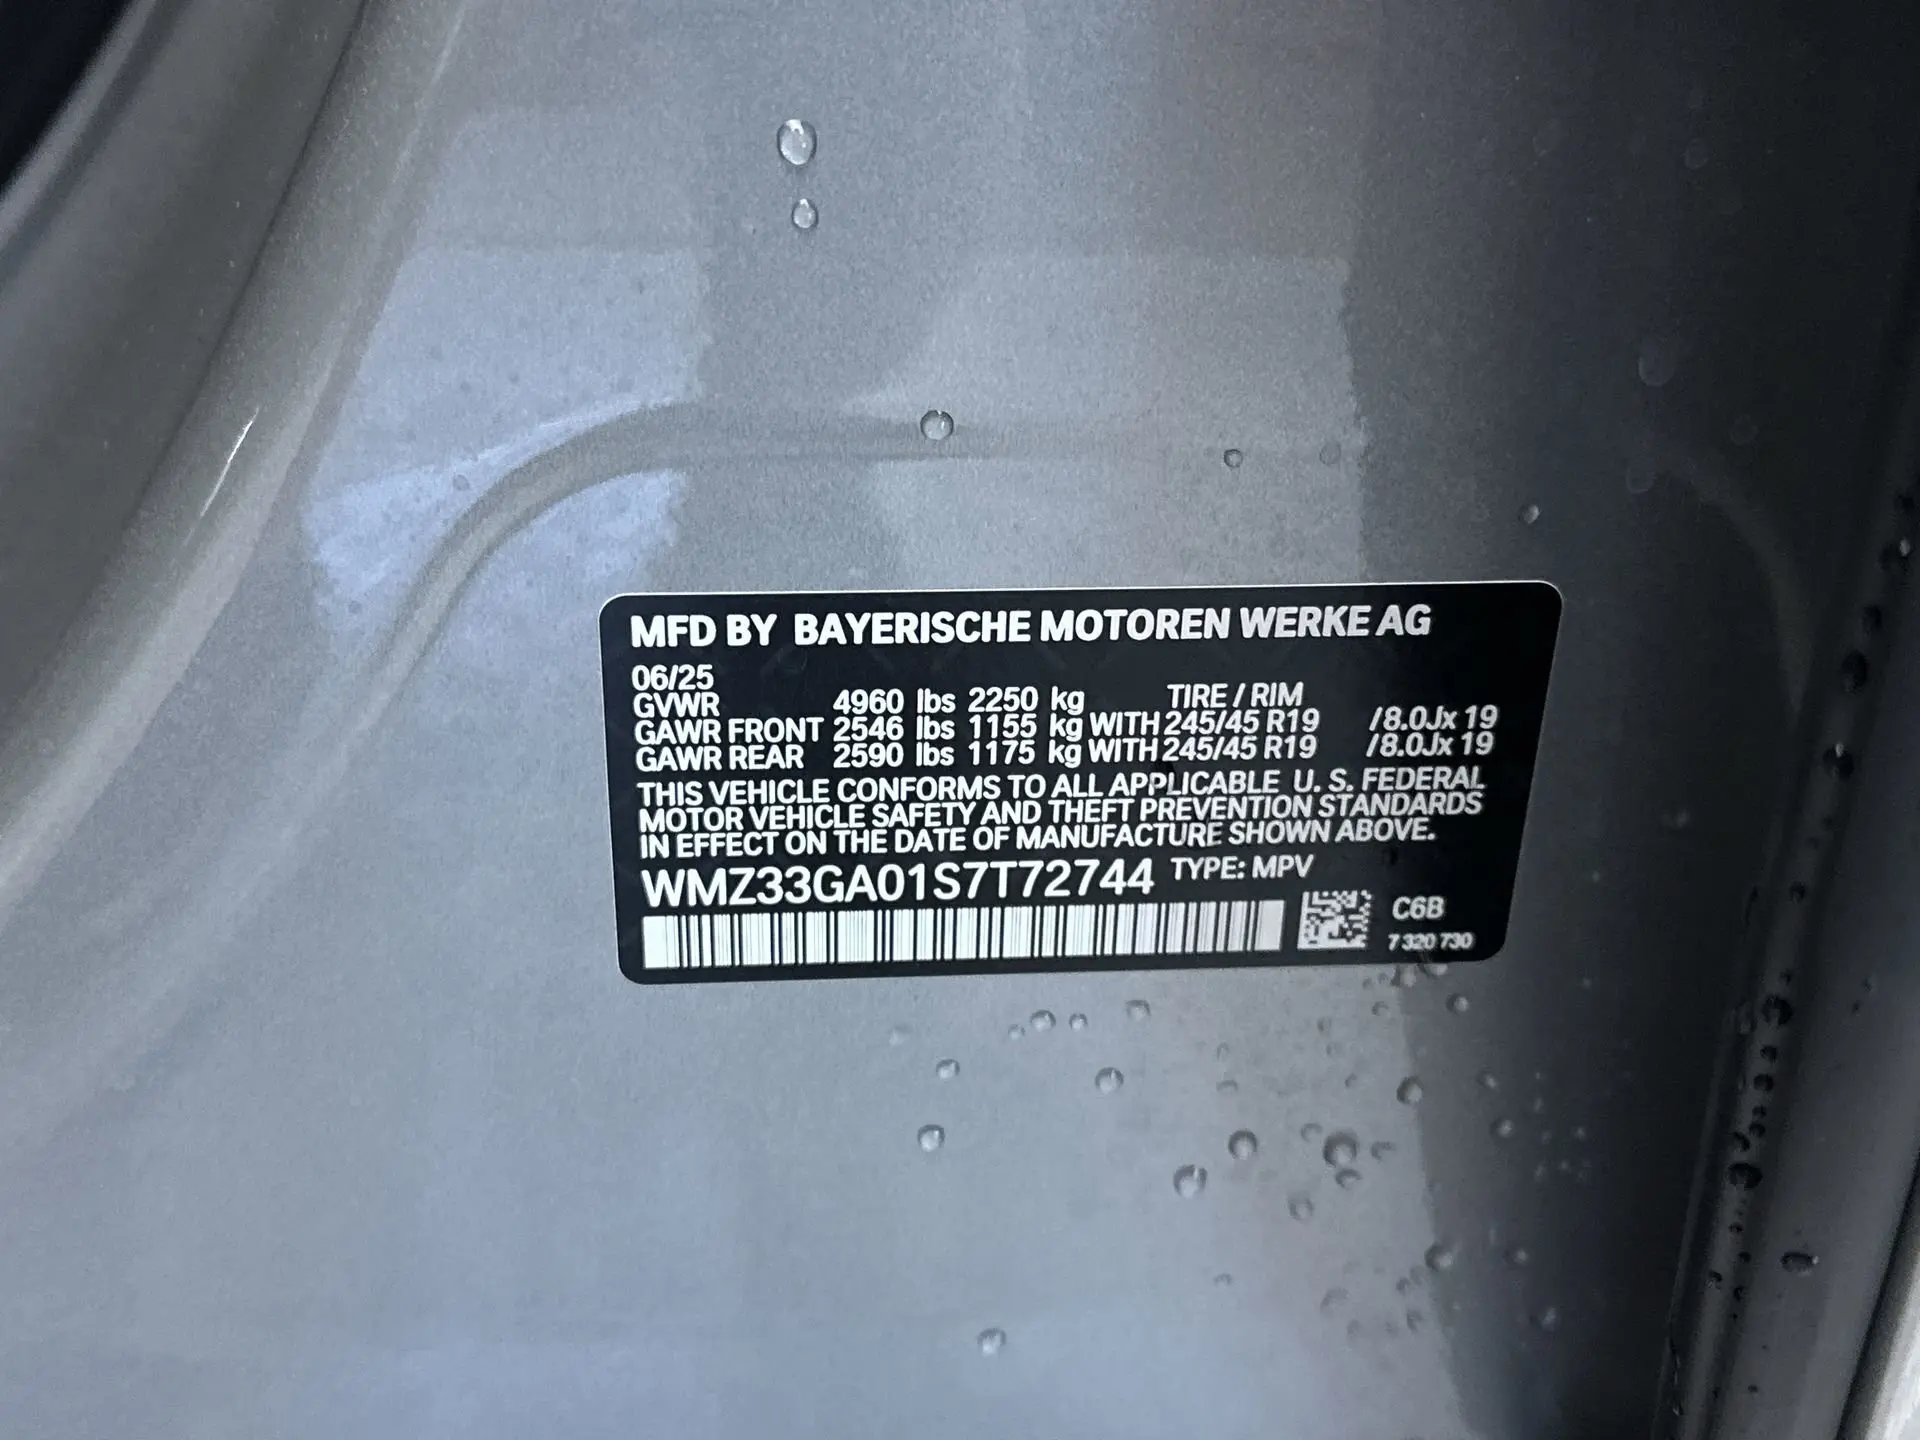 MFD BY BAYERISCHE MOTOREN WERKE AG
06/25
GVWR 4960 lbs 2250 kg TIRE / RIM
GAWR FRONT 2546 lbs 1155 kg WITH 245/45 R19 /8.0Jx 19
GAWR REAR 2590 lbs 1175 kg WITH 245/45 R19 /8.0Jx 19
THIS VEHICLE CONFORMS TO ALL APPLICABLE U. S. FEDERAL
MOTOR VEHICLE SAFETY AND THEFT PREVENTION STANDARDS
IN EFFECT ON THE DATE OF MANUFACTURE SHOWN ABOVE.
WMZ33GA01S7T72744 TYPE: MPV
C6B
7 320 730